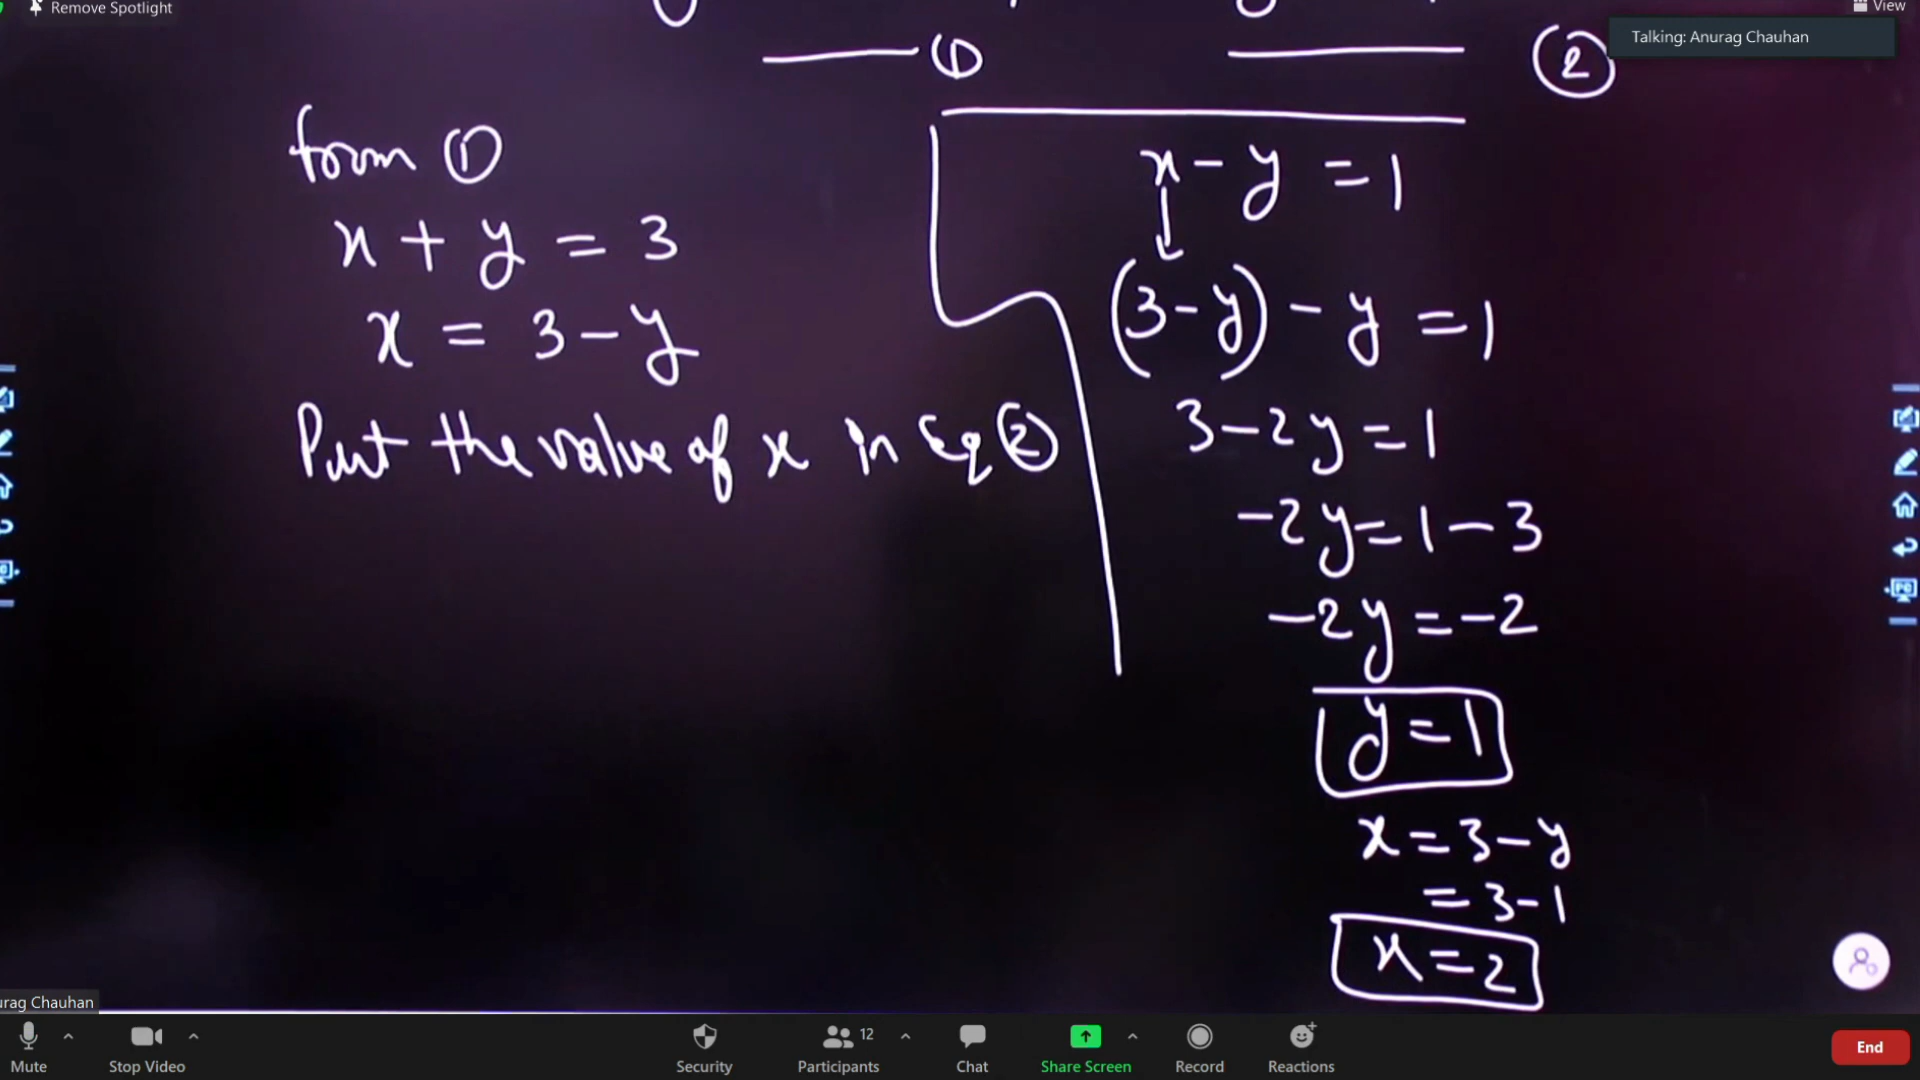 Remove Spotlight
View
Talking: Anurag Chauhan
①
②
from ①
x + y = 3
x = 3 - y
Put the value of x in Eq ②
x - y = 1
(3 - y) - y = 1
3 - 2y = 1
-2y = 1 - 3
-2y = -2
y = 1
x = 3 - y
= 3 - 1
x = 2
urag Chauhan
Mute
Stop Video
Security
Participants 12
Chat
Share Screen
Record
Reactions
End